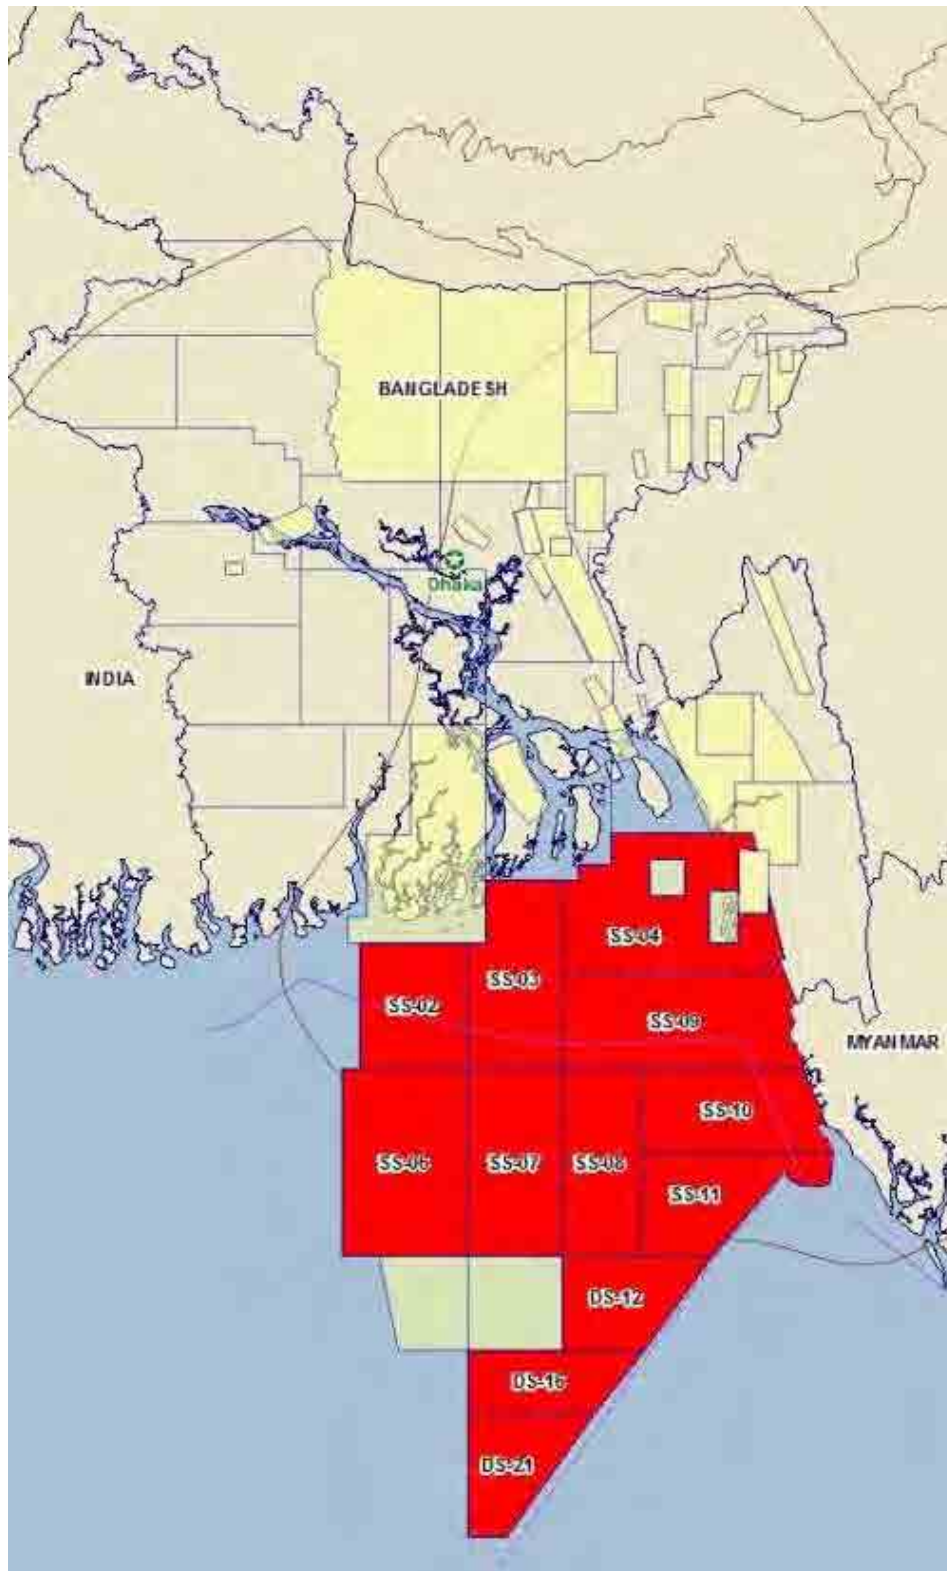 BANGLADESH
Dhaka
INDIA
SS-04
SS-03
SS-02
SS-09
MYANMAR
SS-10
SS-06
SS-07
SS-08
SS-11
DS-12
DS-16
DS-21